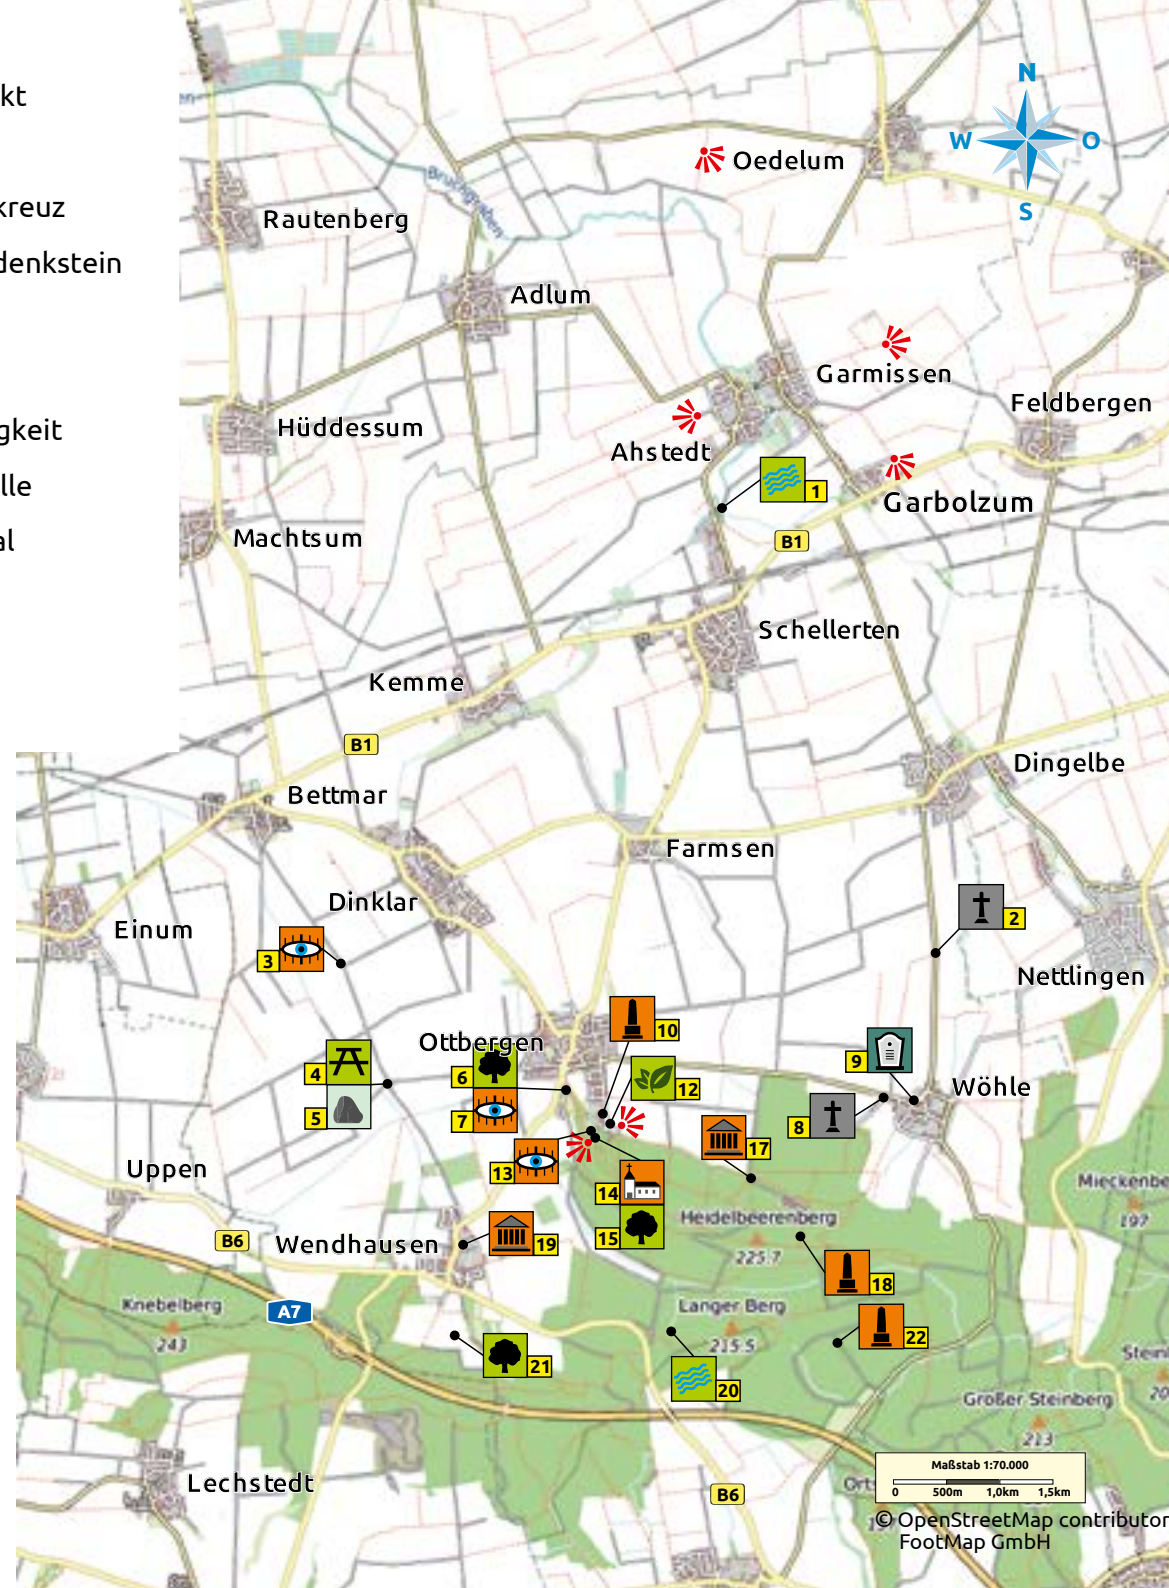 kt
kreuz
denkstein
gkeit
lle
al
N
W
O
S
Oedelum
Rautenberg
Bruchgraben
Adlum
Garmissen
Feldbergen
Hüddessum
Ahstedt
1
Garbolzum
Machtsum
B1
Schellerten
Kemme
B1
Dingelbe
Bettmar
Farmsen
Dinklar
Einum
2
3
Nettlingen
10
Ottbergen
9
4
6
12
Wöhle
5
7
8
17
13
Uppen
14
Mieckenbe
197
15
Heidelbeerenberg
B6
Wendhausen
19
225.7
18
Knebelberg
A7
Langer Berg
243
215.5
22
21
Stein
20
20
Großer Steinberg
213
Maßstab 1:70.000
0 500m 1,0km 1,5km
Lechstedt
B6
Ort
© OpenStreetMap contributor
FootMap GmbH